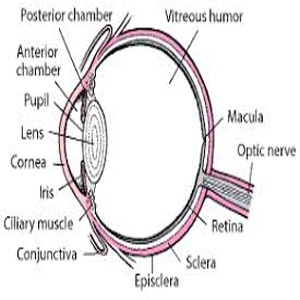 Posterior chamber
Vitreous humor
Anterior
chamber
Pupil
Lens
Cornea
Iris
Ciliary muscle
Conjunctiva
Macula
Optic nerve
Retina
Sclera
Episclera